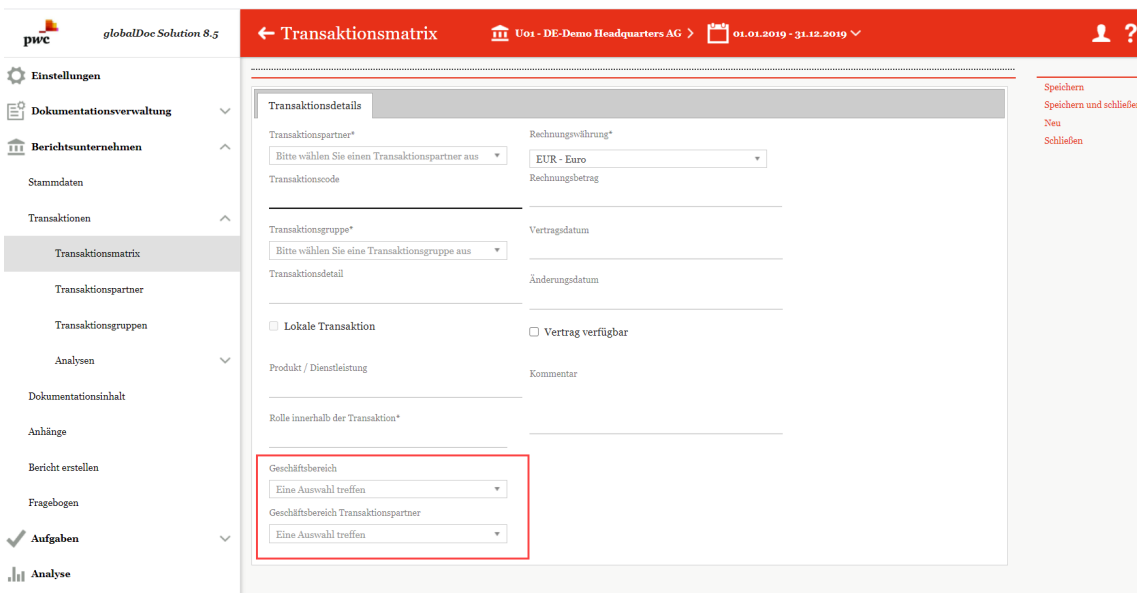 pwc
globalDoc Solution 8.5
Transaktionsmatrix
U01 - DE-Demo Headquarters AG
01.01.2019 - 31.12.2019
?
Einstellungen
Dokumentationsverwaltung
Berichtsunternehmen
Stammdaten
Transaktionen
Transaktionsmatrix
Transaktionspartner
Transaktionsgruppen
Analysen
Dokumentationsinhalt
Anhänge
Bericht erstellen
Fragebogen
Aufgaben
Analyse
Transaktionsdetails
Transaktionspartner*
Bitte wählen Sie einen Transaktionspartner aus
Transaktionscode
Transaktionsgruppe*
Bitte wählen Sie eine Transaktionsgruppe aus
Transaktionsdetail
Lokale Transaktion
Produkt / Dienstleistung
Rolle innerhalb der Transaktion*
Geschäftsbereich
Eine Auswahl treffen
Geschäftsbereich Transaktionspartner
Eine Auswahl treffen
Rechnungswährung*
EUR - Euro
Rechnungsbetrag
Vertragsdatum
Änderungsdatum
Vertrag verfügbar
Kommentar
Speichern
Speichern und schließe
Neu
Schließen